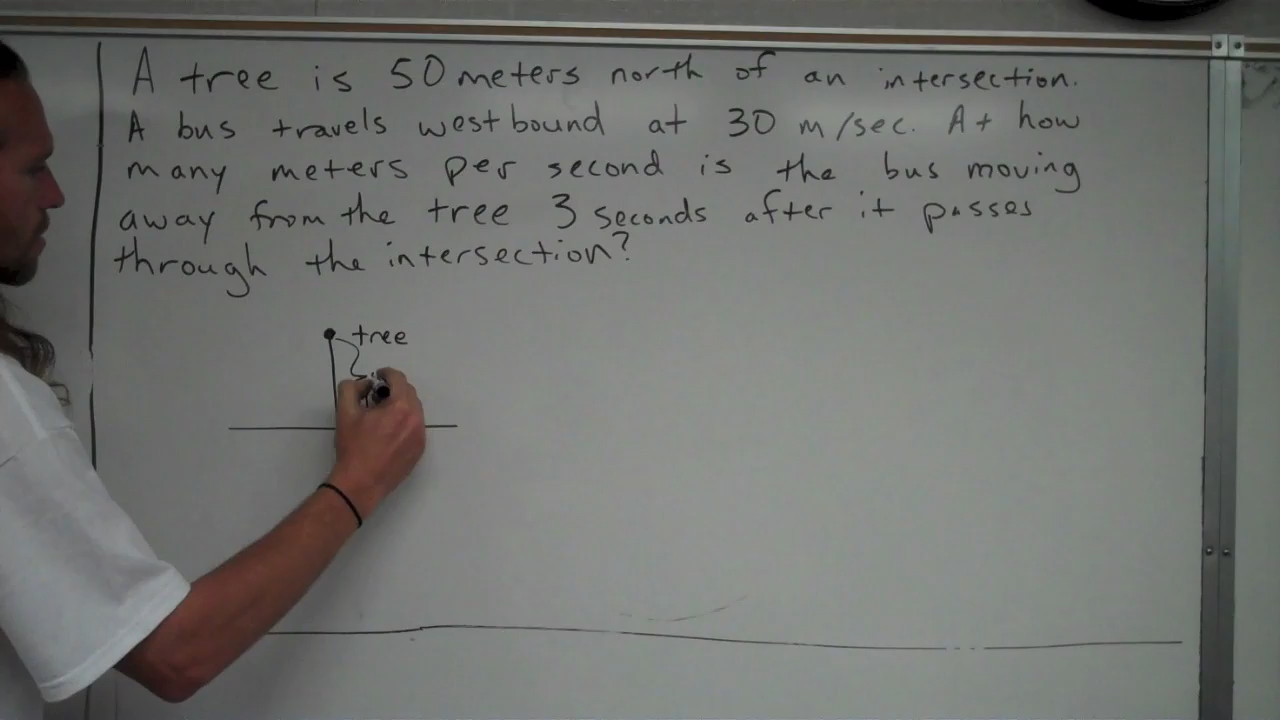 A tree is 50 meters north of an intersection.
A bus travels westbound at 30 m/sec. At how
many meters per second is the bus moving
away from the tree 3 seconds after it passes
through the intersection?
tree